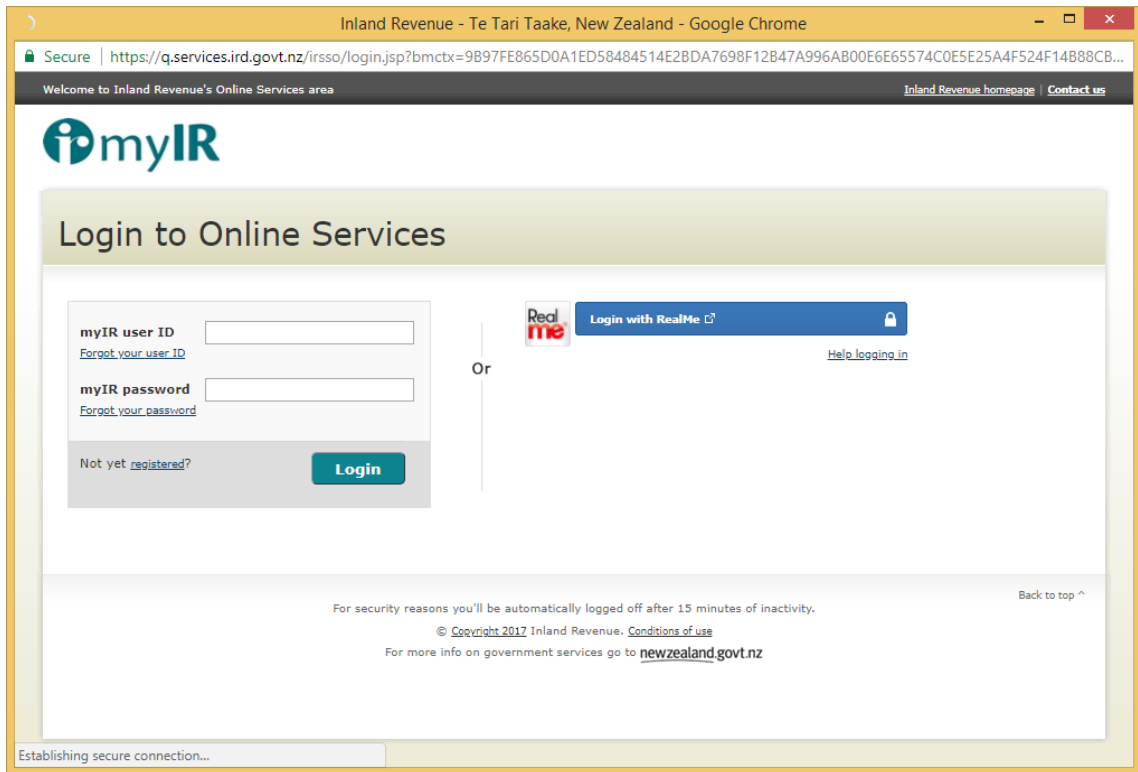 Inland Revenue - Te Tari Taake, New Zealand - Google Chrome
Secure | https://q.services.ird.govt.nz/irsso/login.jsp?bmctx=9B97FE865D0A1ED58484514E2BDA7698F12B47A996AB00E6E65574C0E5E25A4F524F14B88CB...
Welcome to Inland Revenue's Online Services area
Inland Revenue homepage | Contact us
ir myIR
Login to Online Services
myIR user ID
Forgot your user ID
myIR password
Forgot your password
Not yet registered?
Login
Or
Real me
Login with RealMe
Help logging in
Back to top ^
For security reasons you'll be automatically logged off after 15 minutes of inactivity.
© Copyright 2017 Inland Revenue. Conditions of use
For more info on government services go to newzealand.govt.nz
Establishing secure connection...